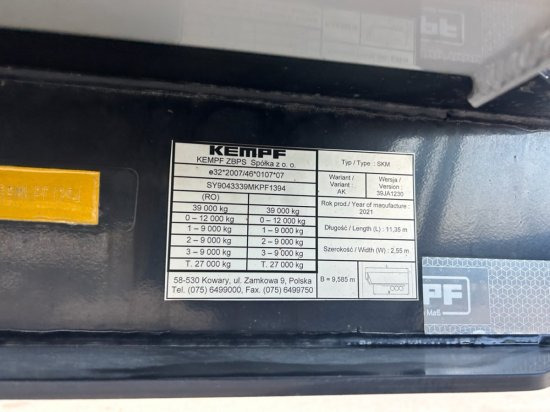 KEMPF
KEMPF ZBPS Spółka z o. o.
e32*2007/46*0107*07
SY9043339MKPF1394
(RO)
39 000 kg 39 000 kg
0 – 12 000 kg 0 – 12 000 kg
1 – 9 000 kg 1 – 9 000 kg
2 – 9 000 kg 2 – 9 000 kg
3 – 9 000 kg 3 – 9 000 kg
T. 27 000 kg T. 27 000 kg
58-530 Kowary, ul. Zamkowa 9, Polska
Tel. (075) 6499000, Fax. (075) 6499750
Typ / Type : SKM
Wariant / Variant : AK
Wersja / Version : 39JA1230
Rok prod./ Year of manufacture : 2021
Długość / Length (L) : 11,35 m
Szerokość / Width (W) : 2,55 m
B = 9,585 m
PF
Maß